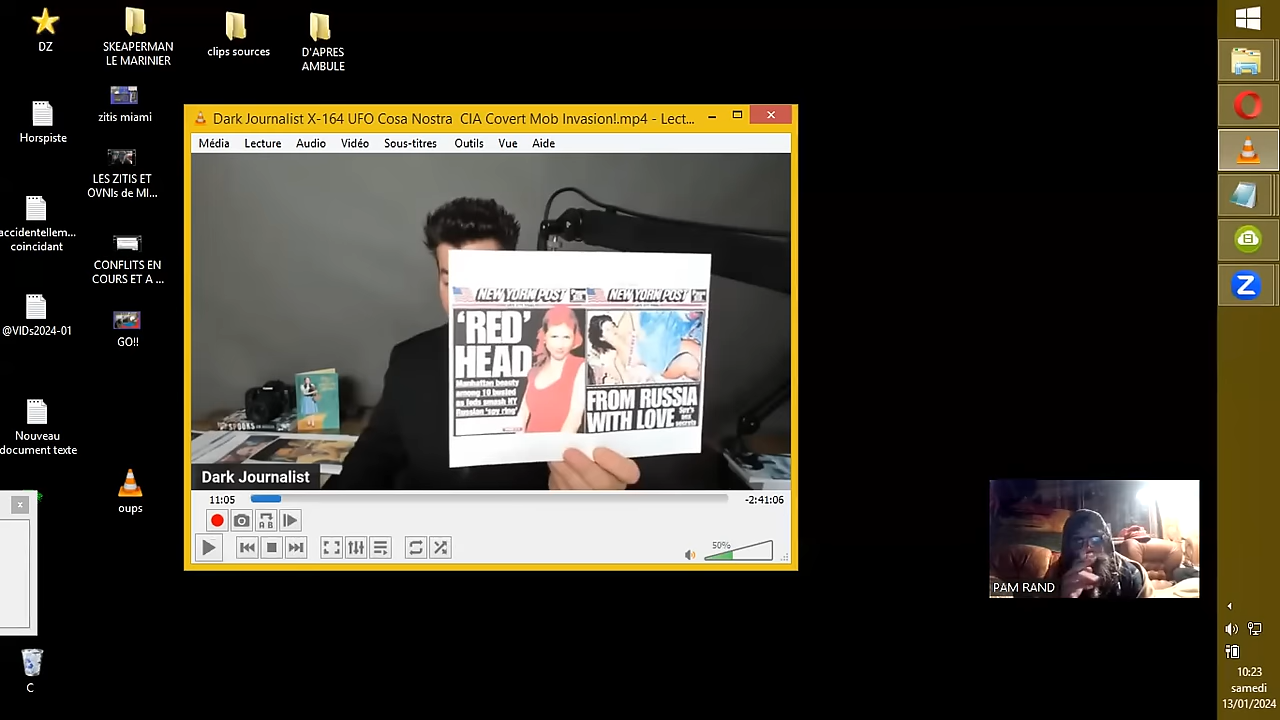 DZ
SKEAPERMAN
LE MARINIER
clips sources
D'APRES
AMBULE
Horspiste
zitis miami
LES ZITIS ET
OVNIs de MI...
accidentellem...
coincidant
CONFLITS EN
COURS ET A ...
@VIDs2024-01
GO!!
Nouveau
document texte
oups
x
C
Dark Journalist X-164 UFO Cosa Nostra CIA Covert Mob Invasion!.mp4 - Lect...
Média Lecture Audio Vidéo Sous-titres Outils Vue Aide
NEW YORK POST
NEW YORK POST
'RED'
HEAD
Manhattan beauty
among 10 busted
as feds smash NY
Russian 'spy ring'
FROM RUSSIA
WITH LOVE
Spy's
sex
secrets
SPOOKS
Dark Journalist
11:05
-2:41:06
A B
50%
PAM RAND
Z
10:23
samedi
13/01/2024